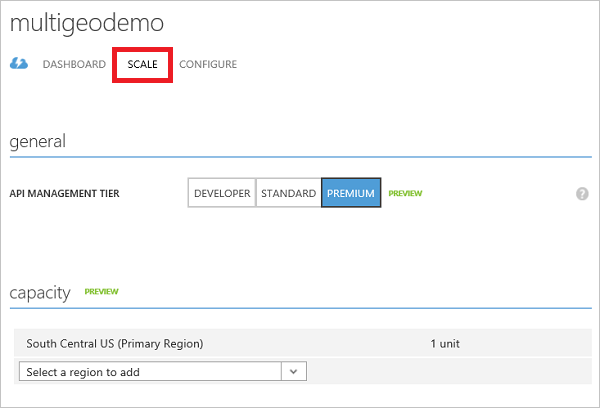 multigeodemo
DASHBOARD SCALE CONFIGURE
general
API MANAGEMENT TIER DEVELOPER STANDARD PREMIUM PREVIEW ?
capacity PREVIEW
South Central US (Primary Region) 1 unit
Select a region to add